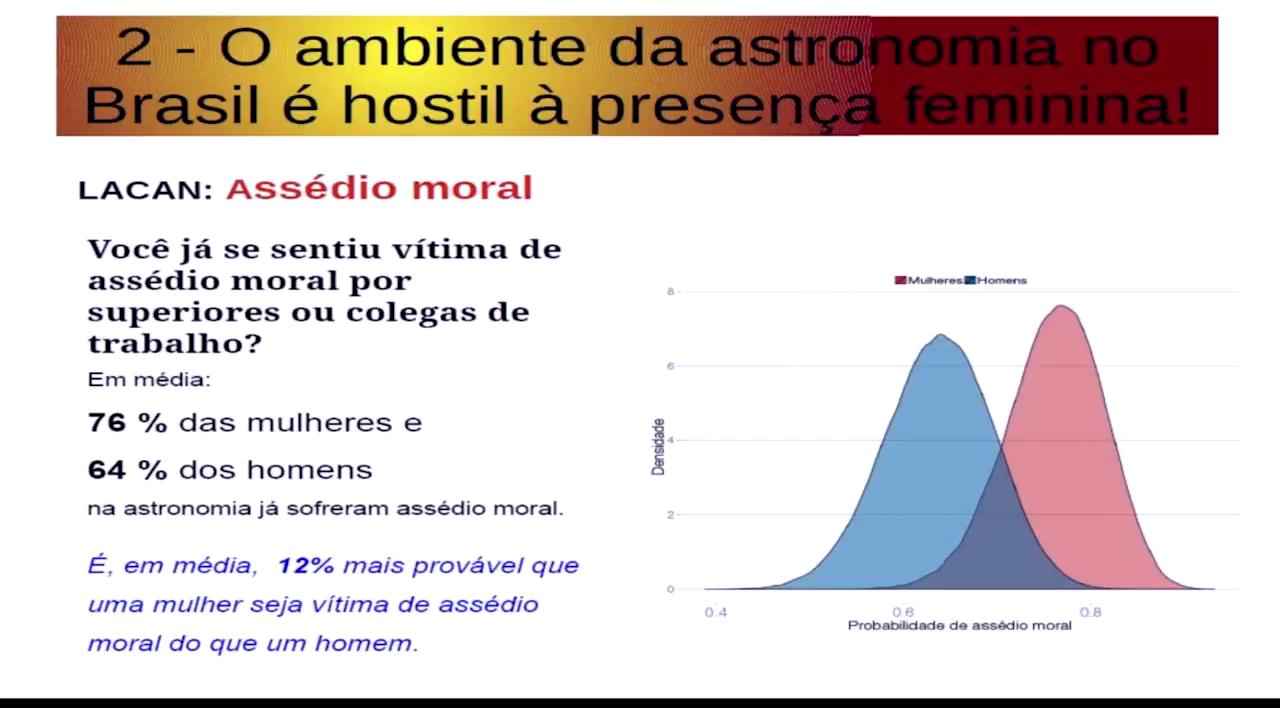 2 - O ambiente da astronomia no
Brasil é hostil à presença feminina!
LACAN: Assédio moral
Você já se sentiu vítima de
assédio moral por
superiores ou colegas de
trabalho?
Em média:
76 % das mulheres e
64 % dos homens
na astronomia já sofreram assédio moral.
É, em média, 12% mais provável que
uma mulher seja vítima de assédio
moral do que um homem.
Mulheres Homens
8
6
4
2
0
Densidade
0.4 0.6 0.8
Probabilidade de assédio moral